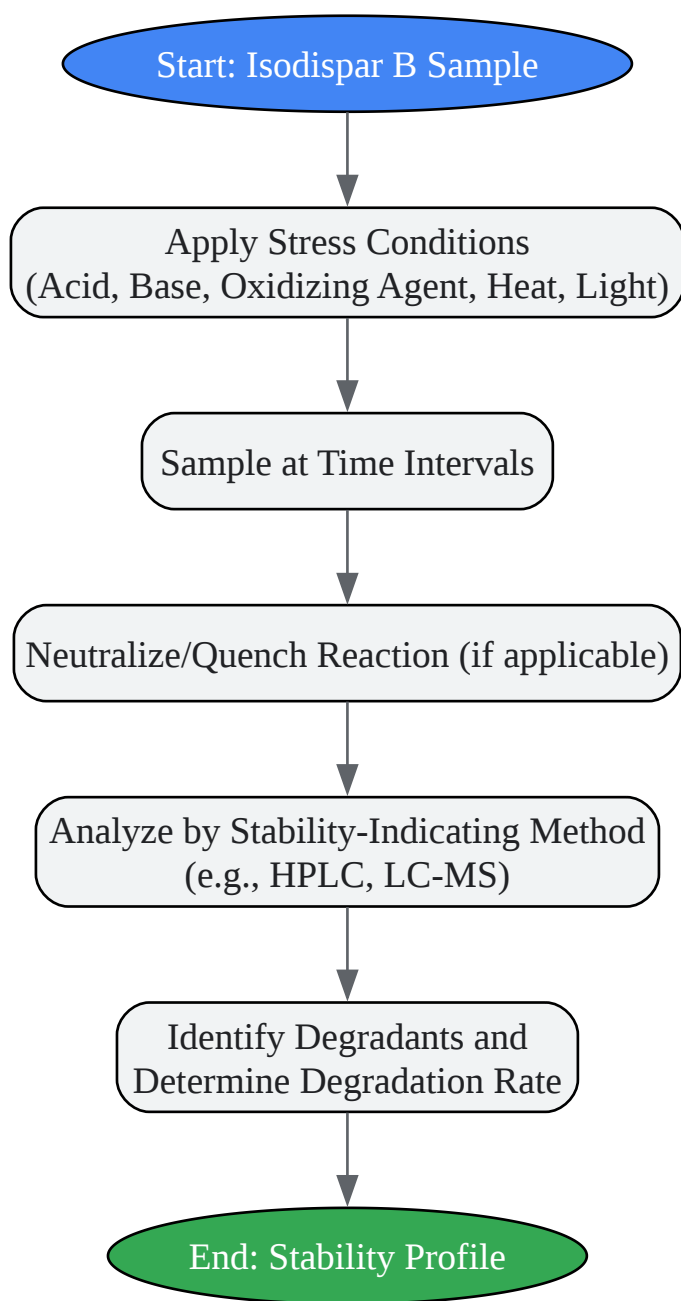 Start: Isodispar B Sample
Apply Stress Conditions
(Acid, Base, Oxidizing Agent, Heat, Light)
Sample at Time Intervals
Neutralize/Quench Reaction (if applicable)
Analyze by Stability-Indicating Method
(e.g., HPLC, LC-MS)
Identify Degradants and
Determine Degradation Rate
End: Stability Profile